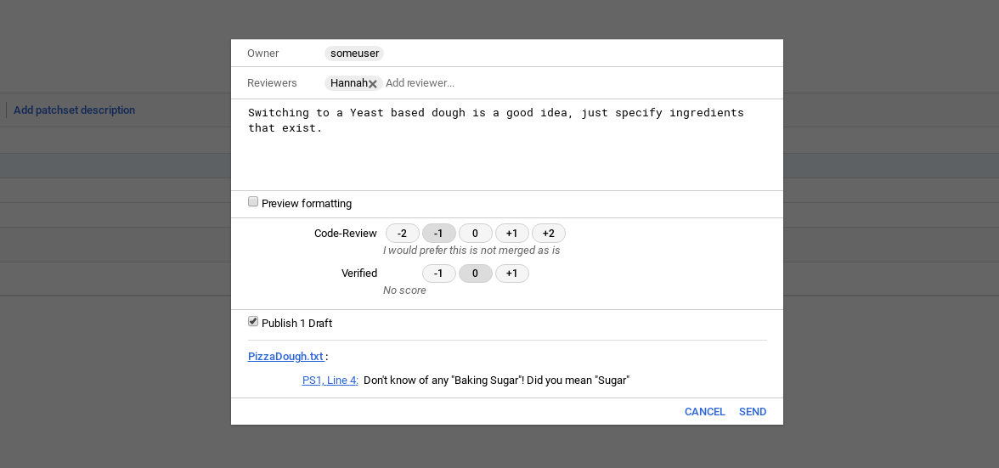 Owner someuser
Reviewers Hannah Add reviewer...
Add patchset description
Switching to a Yeast based dough is a good idea, just specify ingredients
that exist.
Preview formatting
Code-Review -2 -1 0 +1 +2
I would prefer this is not merged as is
Verified -1 0 +1
No score
Publish 1 Draft
PizzaDough.txt :
PS1, Line 4: Don't know of any "Baking Sugar"! Did you mean "Sugar"
CANCEL SEND